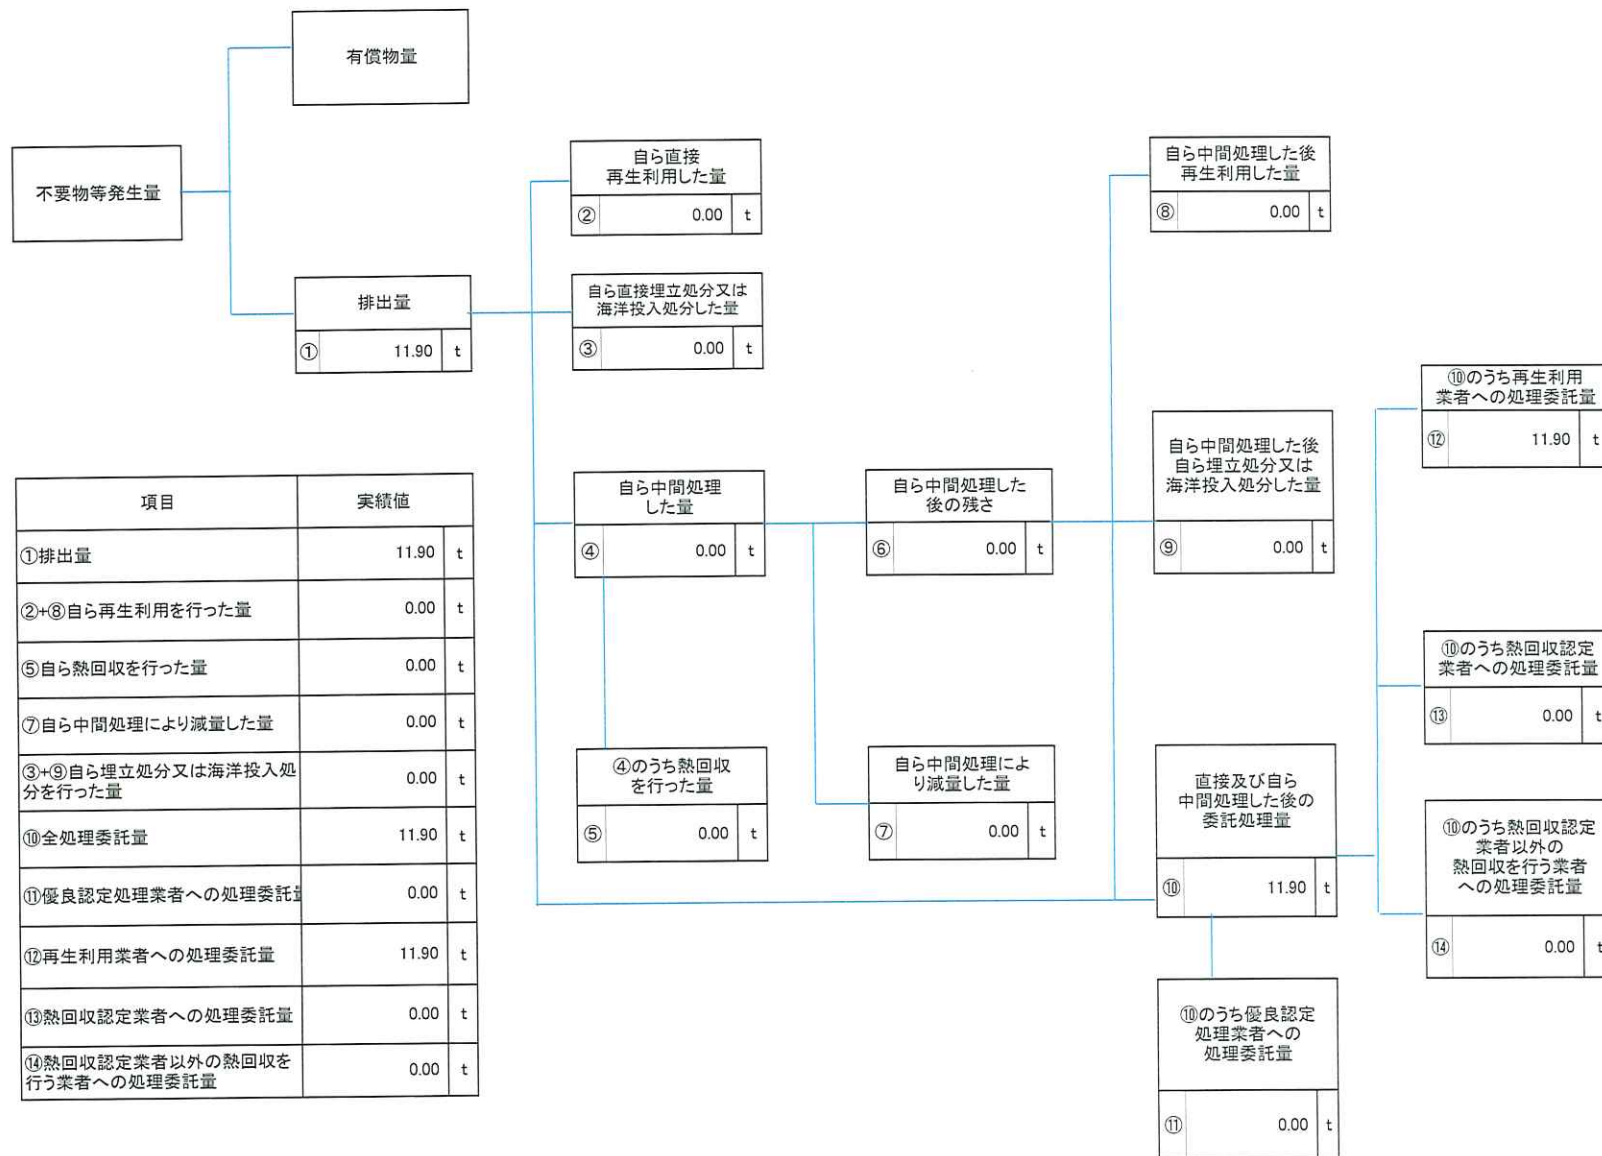 有償物量
不要物等発生量
排出量
① 11.90 t
自ら直接
再生利用した量
② 0.00 t
自ら直接埋立処分又は
海洋投入処分した量
③ 0.00 t
自ら中間処理
した量
④ 0.00 t
④のうち熱回収
を行った量
⑤ 0.00 t
自ら中間処理した
後の残さ
⑥ 0.00 t
自ら中間処理によ
り減量した量
⑦ 0.00 t
自ら中間処理した後
再生利用した量
⑧ 0.00 t
自ら中間処理した後
自ら埋立処分又は
海洋投入処分した量
⑨ 0.00 t
直接及び自ら
中間処理した後の
委託処理量
⑩ 11.90 t
⑩のうち優良認定
処理業者への
処理委託量
⑪ 0.00 t
⑩のうち再生利用
業者への処理委託量
⑫ 11.90 t
⑩のうち熱回収認定
業者への処理委託量
⑬ 0.00 t
⑩のうち熱回収認定
業者以外の
熱回収を行う業者
への処理委託量
⑭ 0.00 t
項目 実績値
①排出量 11.90 t
②+⑧自ら再生利用を行った量 0.00 t
⑤自ら熱回収を行った量 0.00 t
⑦自ら中間処理により減量した量 0.00 t
③+⑨自ら埋立処分又は海洋投入処
分を行った量 0.00 t
⑩全処理委託量 11.90 t
⑪優良認定処理業者への処理委託 0.00 t
⑫再生利用業者への処理委託量 11.90 t
⑬熱回収認定業者への処理委託量 0.00 t
⑭熱回収認定業者以外の熱回収を
行う業者への処理委託量 0.00 t